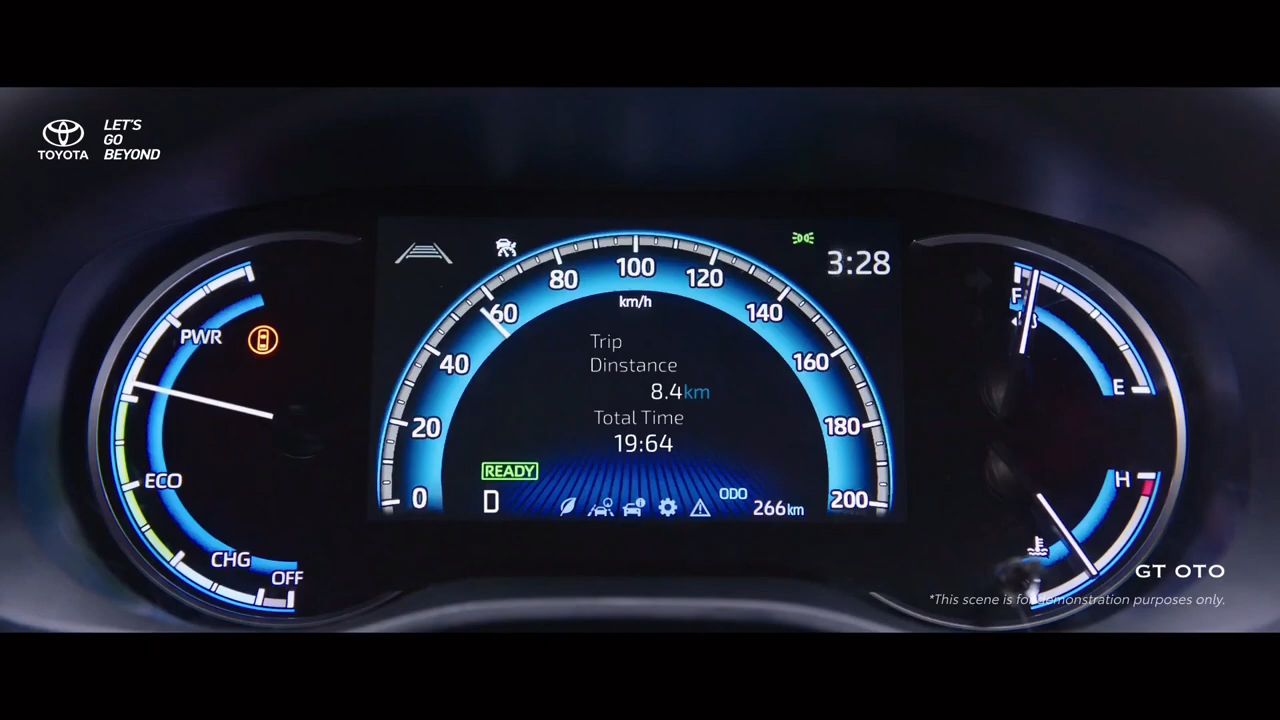 TOYOTA
LET'S
GO
BEYOND
3:28
PWR
ECO
CHG
OFF
0
20
40
60
80
100
120
140
160
180
200
km/h
Trip
Dinstance
8.4km
Total Time
19:64
READY
D
ODO
266km
F
E
H
GT OTO
*This scene is for demonstration purposes only.